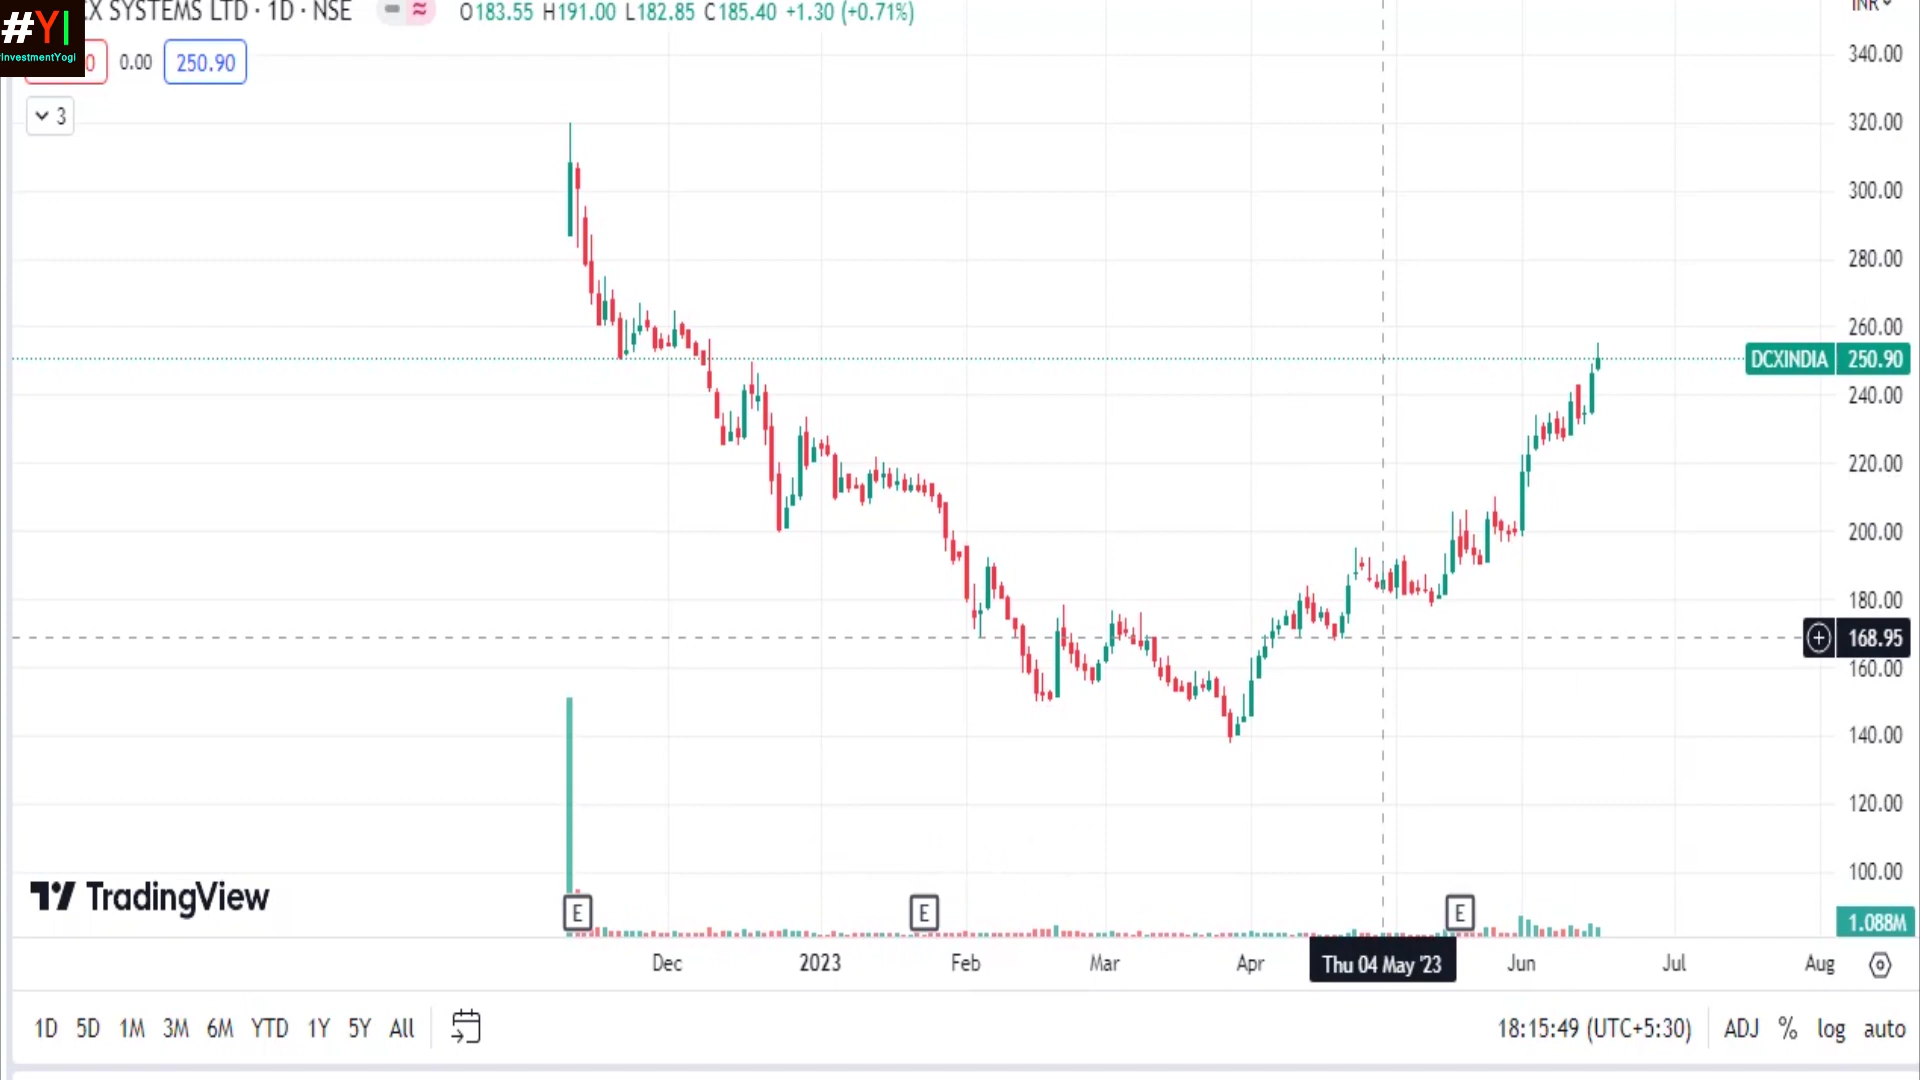 CX SYSTEMS LTD · 1D · NSE
O183.55 H191.00 L182.85 C185.40 +1.30 (+0.71%)
INR
#YI
InvestmentYogi
0
0.00
250.90
3
340.00
320.00
300.00
280.00
260.00
DCXINDIA 250.90
240.00
220.00
200.00
180.00
168.95
160.00
140.00
120.00
100.00
1.088M
TradingView
E
E
E
Dec
2023
Feb
Mar
Apr
Thu 04 May '23
Jun
Jul
Aug
1D 5D 1M 3M 6M YTD 1Y 5Y All
18:15:49 (UTC+5:30)
ADJ % log auto